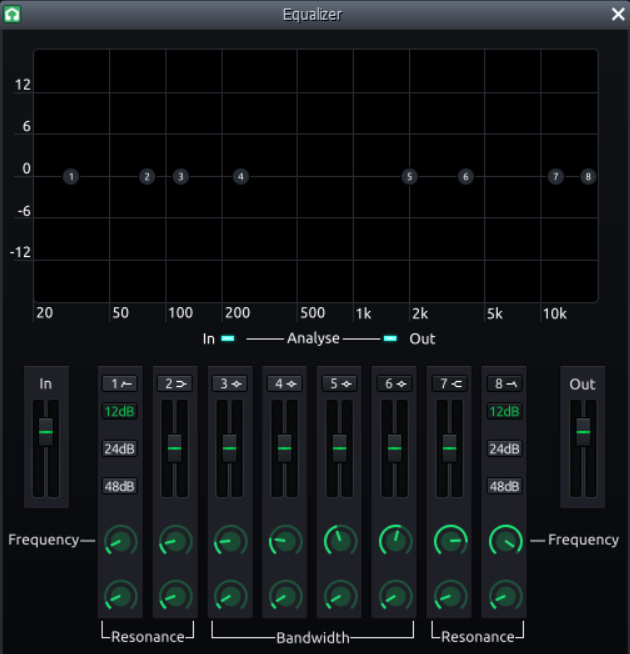 Equalizer
12
6
0
-6
-12
1 2 3 4 5 6 7 8
20 50 100 200 500 1k 2k 5k 10k
In Analyse Out
In 1 2 3 4 5 6 7 8 Out
12dB 12dB
24dB 24dB
48dB 48dB
Frequency Frequency
Resonance Bandwidth Resonance